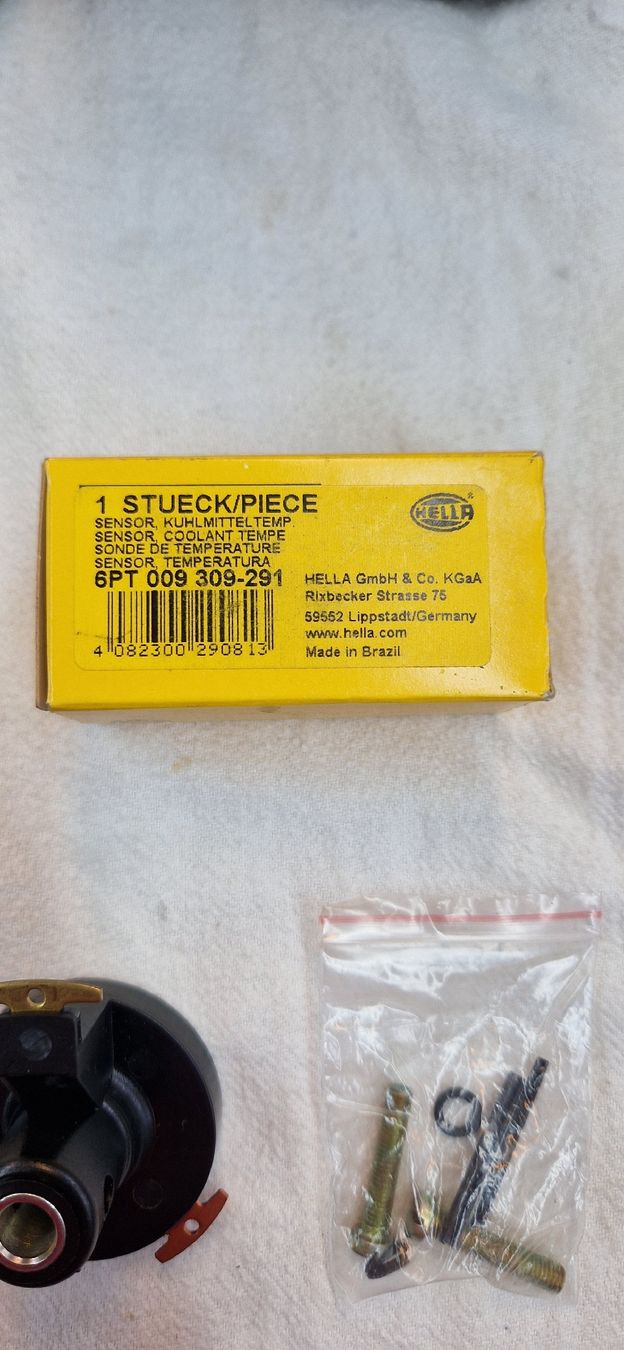 1 STUECK/PIECE
SENSOR, KUHLMITTELTEMP.
SENSOR, COOLANT TEMPE
SONDE DE TEMPERATURE
SENSOR, TEMPERATURA
6PT 009 309-291
4 082300 290813
HELLA®
HELLA GmbH & Co. KGaA
Rixbecker Strasse 75
59552 Lippstadt/Germany
www.hella.com
Made in Brazil